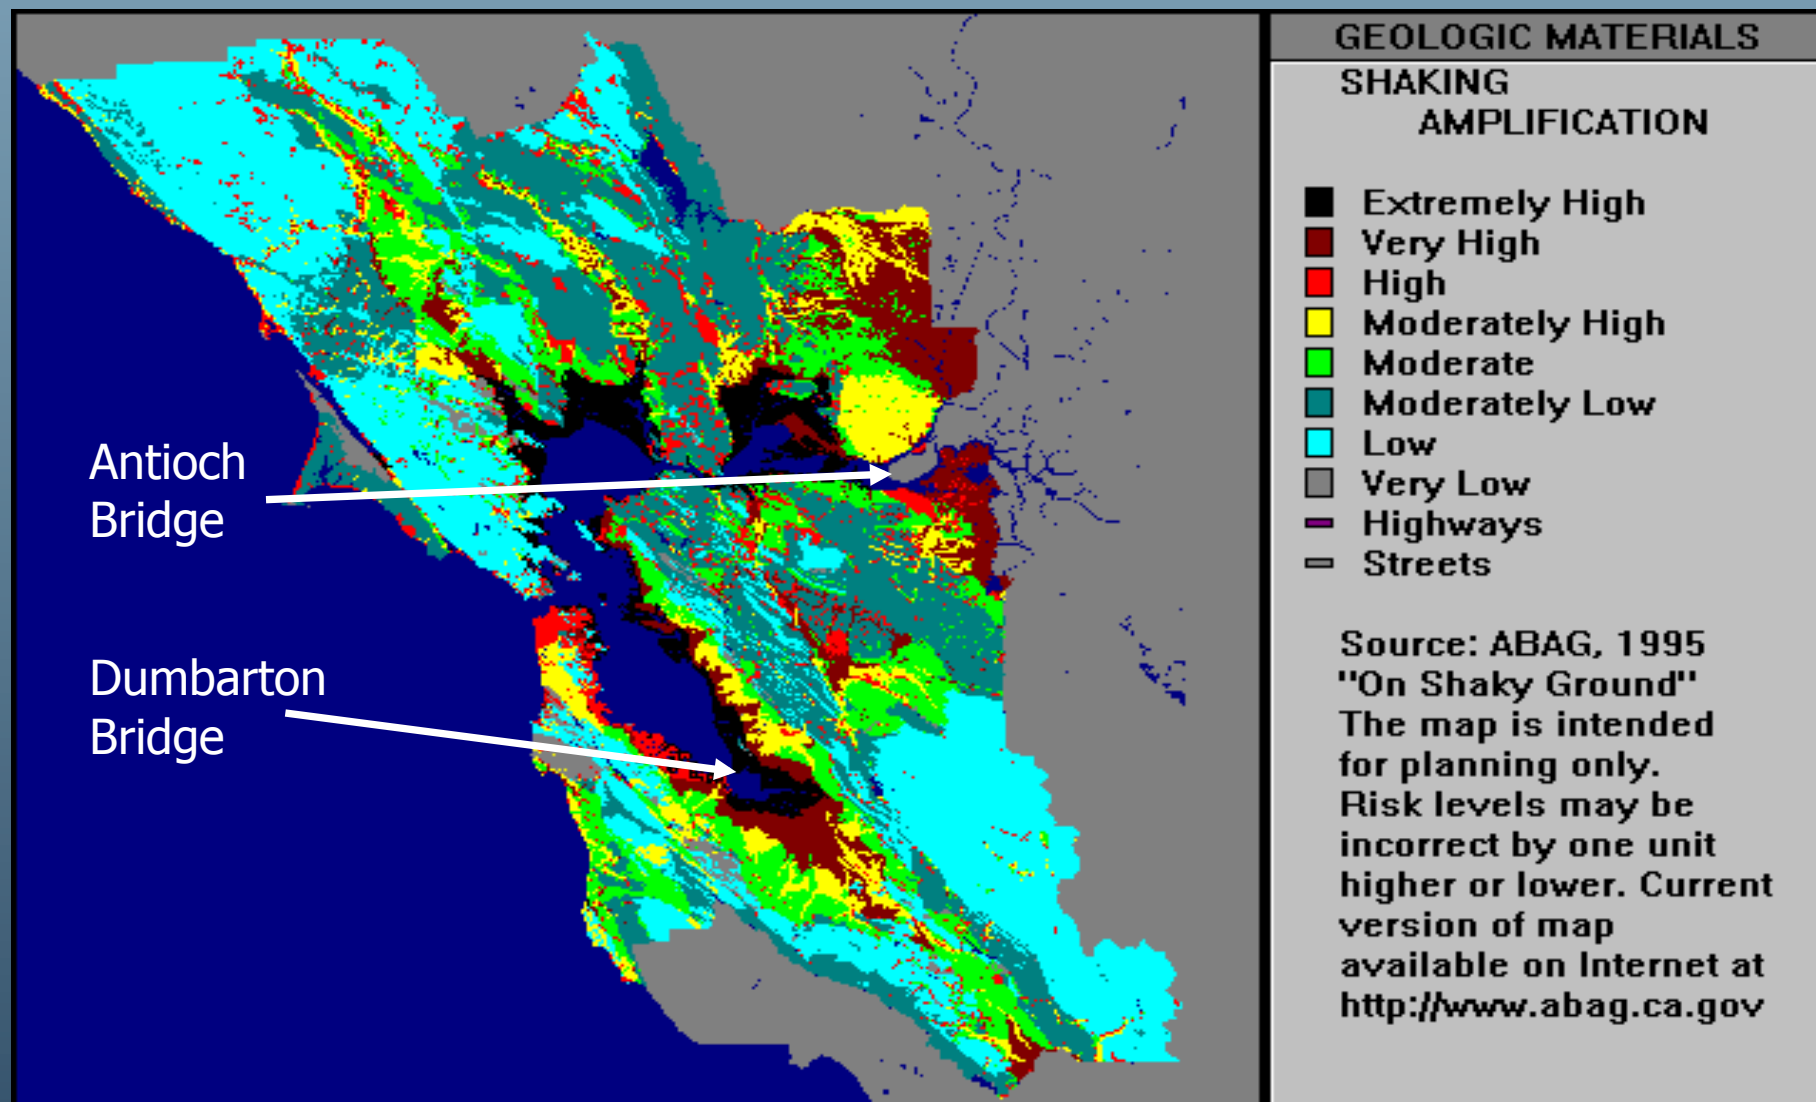 Antioch
Bridge
Dumbarton
Bridge
GEOLOGIC MATERIALS
SHAKING
AMPLIFICATION
Extremely High
Very High
High
Moderately High
Moderate
Moderately Low
Low
Very Low
Highways
Streets
Source: ABAG, 1995
"On Shaky Ground"
The map is intended
for planning only.
Risk levels may be
incorrect by one unit
higher or lower. Current
version of map
available on Internet at
http://www.abag.ca.gov